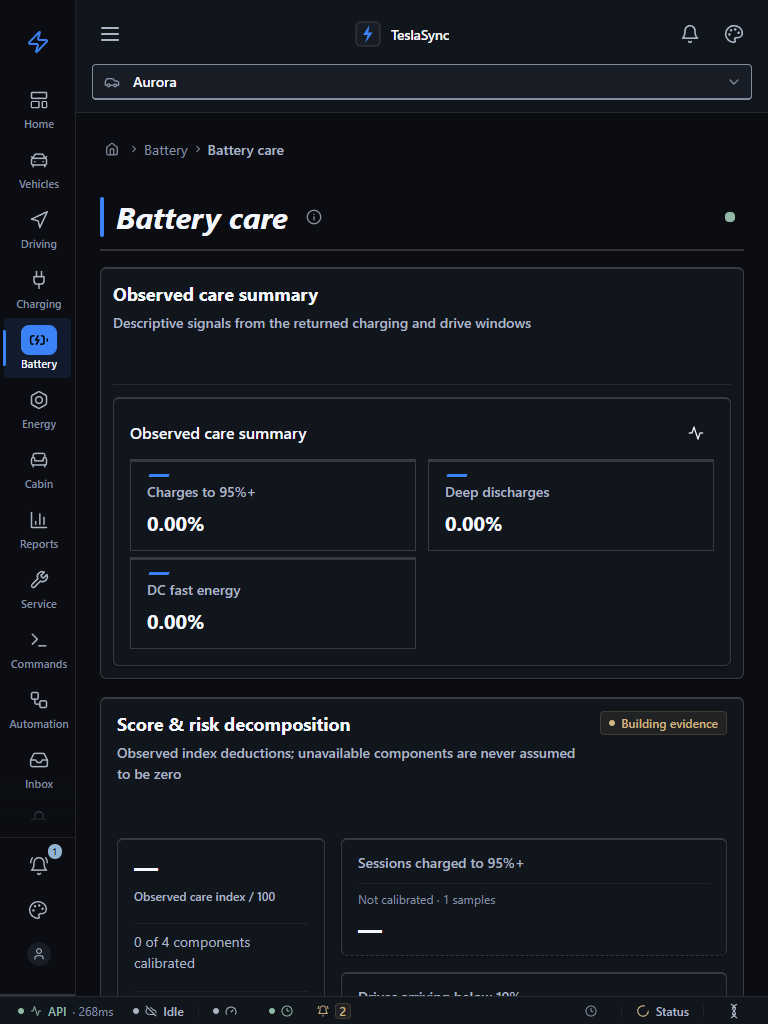 TeslaSync
Aurora
Home
Vehicles
Driving
Charging
Battery
Energy
Cabin
Reports
Service
Commands
Automation
Inbox
1
Battery
Battery care
Battery care
Observed care summary
Descriptive signals from the returned charging and drive windows
Observed care summary
Charges to 95%+
0.00%
Deep discharges
0.00%
DC fast energy
0.00%
Score & risk decomposition
Building evidence
Observed index deductions; unavailable components are never assumed
to be zero
Observed care index / 100
0 of 4 components
calibrated
Sessions charged to 95%+
Not calibrated · 1 samples
Drives arriving below 10%
API · 268ms
Idle
2
Status